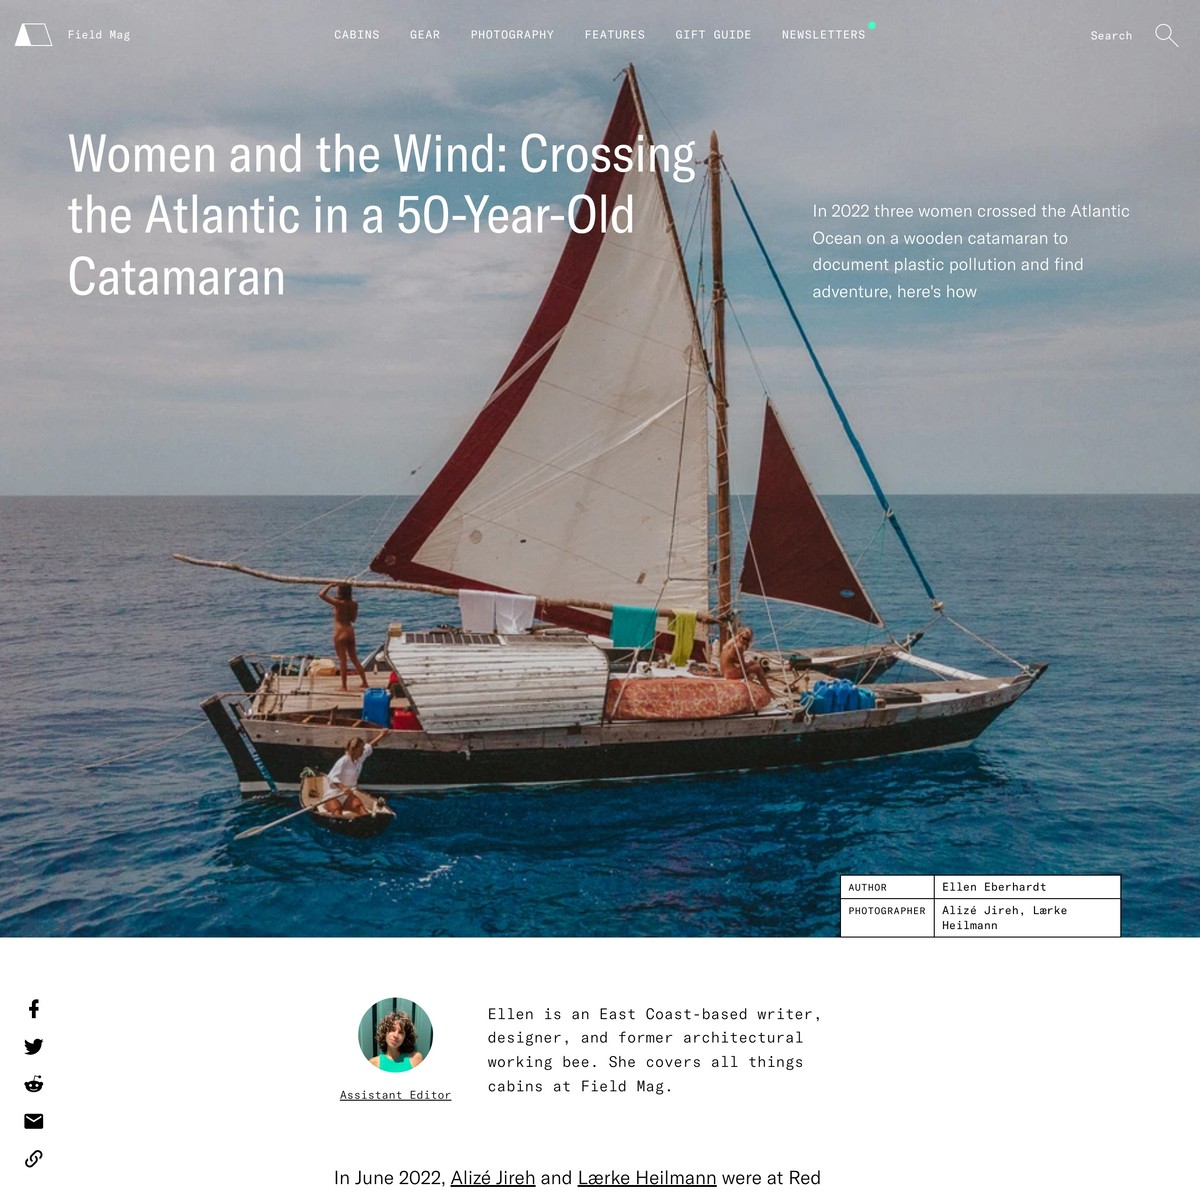 Field Mag
CABINS GEAR PHOTOGRAPHY FEATURES GIFT GUIDE NEWSLETTERS
Search
Women and the Wind: Crossing
the Atlantic in a 50-Year-Old
Catamaran
In 2022 three women crossed the Atlantic
Ocean on a wooden catamaran to
document plastic pollution and find
adventure, here's how
AUTHOR Ellen Eberhardt
PHOTOGRAPHER Alizé Jireh, Lærke
Heilmann
Ellen is an East Coast-based writer,
designer, and former architectural
working bee. She covers all things
cabins at Field Mag.
Assistant Editor
In June 2022, Alizé Jireh and Lærke Heilmann were at Red